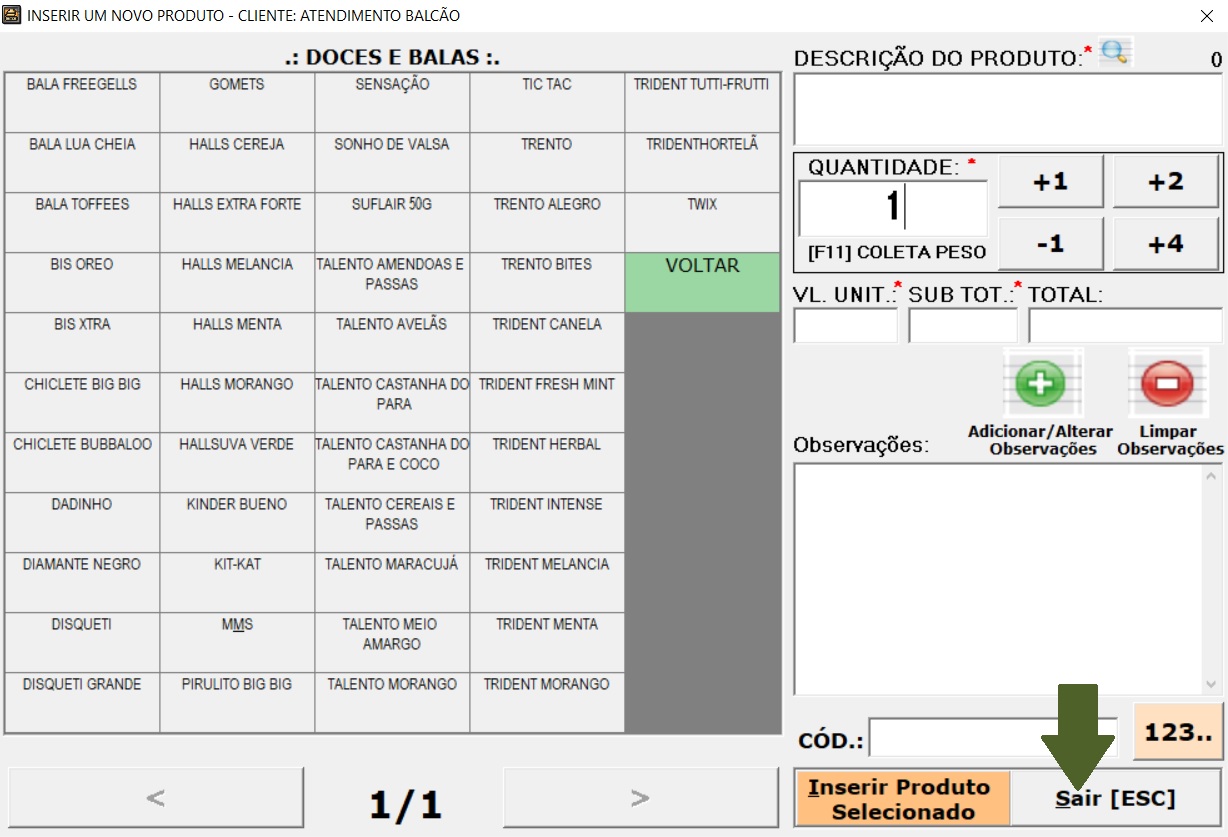 INSERIR UM NOVO PRODUTO - CLIENTE: ATENDIMENTO BALCÃO
.: DOCES E BALAS :.
BALA FREEGELLS GOMETS SENSAÇÃO TIC TAC TRIDENT TUTTI-FRUTTI
BALA LUA CHEIA HALLS CEREJA SONHO DE VALSA TRENTO TRIDENTHORTELÃ
BALA TOFFEES HALLS EXTRA FORTE SUFLAIR 50G TRENTO ALEGRO TWIX
BIS OREO HALLS MELANCIA TALENTO AMENDOAS E TRENTO BITES VOLTAR
PASSAS
BIS XTRA HALLS MENTA TALENTO AVELÃS TRIDENT CANELA
CHICLETE BIG BIG HALLS MORANGO TALENTO CASTANHA DO TRIDENT FRESH MINT
PARA
CHICLETE BUBBALOO HALLSUVA VERDE TALENTO CASTANHA DO TRIDENT HERBAL
PARA E COCO
DADINHO KINDER BUENO TALENTO CEREAIS E TRIDENT INTENSE
PASSAS
DIAMANTE NEGRO KIT-KAT TALENTO MARACUJÁ TRIDENT MELANCIA
DISQUETI MMS TALENTO MEIO TRIDENT MENTA
AMARGO
DISQUETI GRANDE PIRULITO BIG BIG TALENTO MORANGO TRIDENT MORANGO
< 1/1 >
DESCRIÇÃO DO PRODUTO:* 0
QUANTIDADE: * +1 +2
1
[F11] COLETA PESO -1 +4
VL. UNIT.:* SUB TOT.:* TOTAL:
Adicionar/Alterar Limpar
Observações: Observações Observações
CÓD.: 123..
Inserir Produto
Selecionado
Sair [ESC]